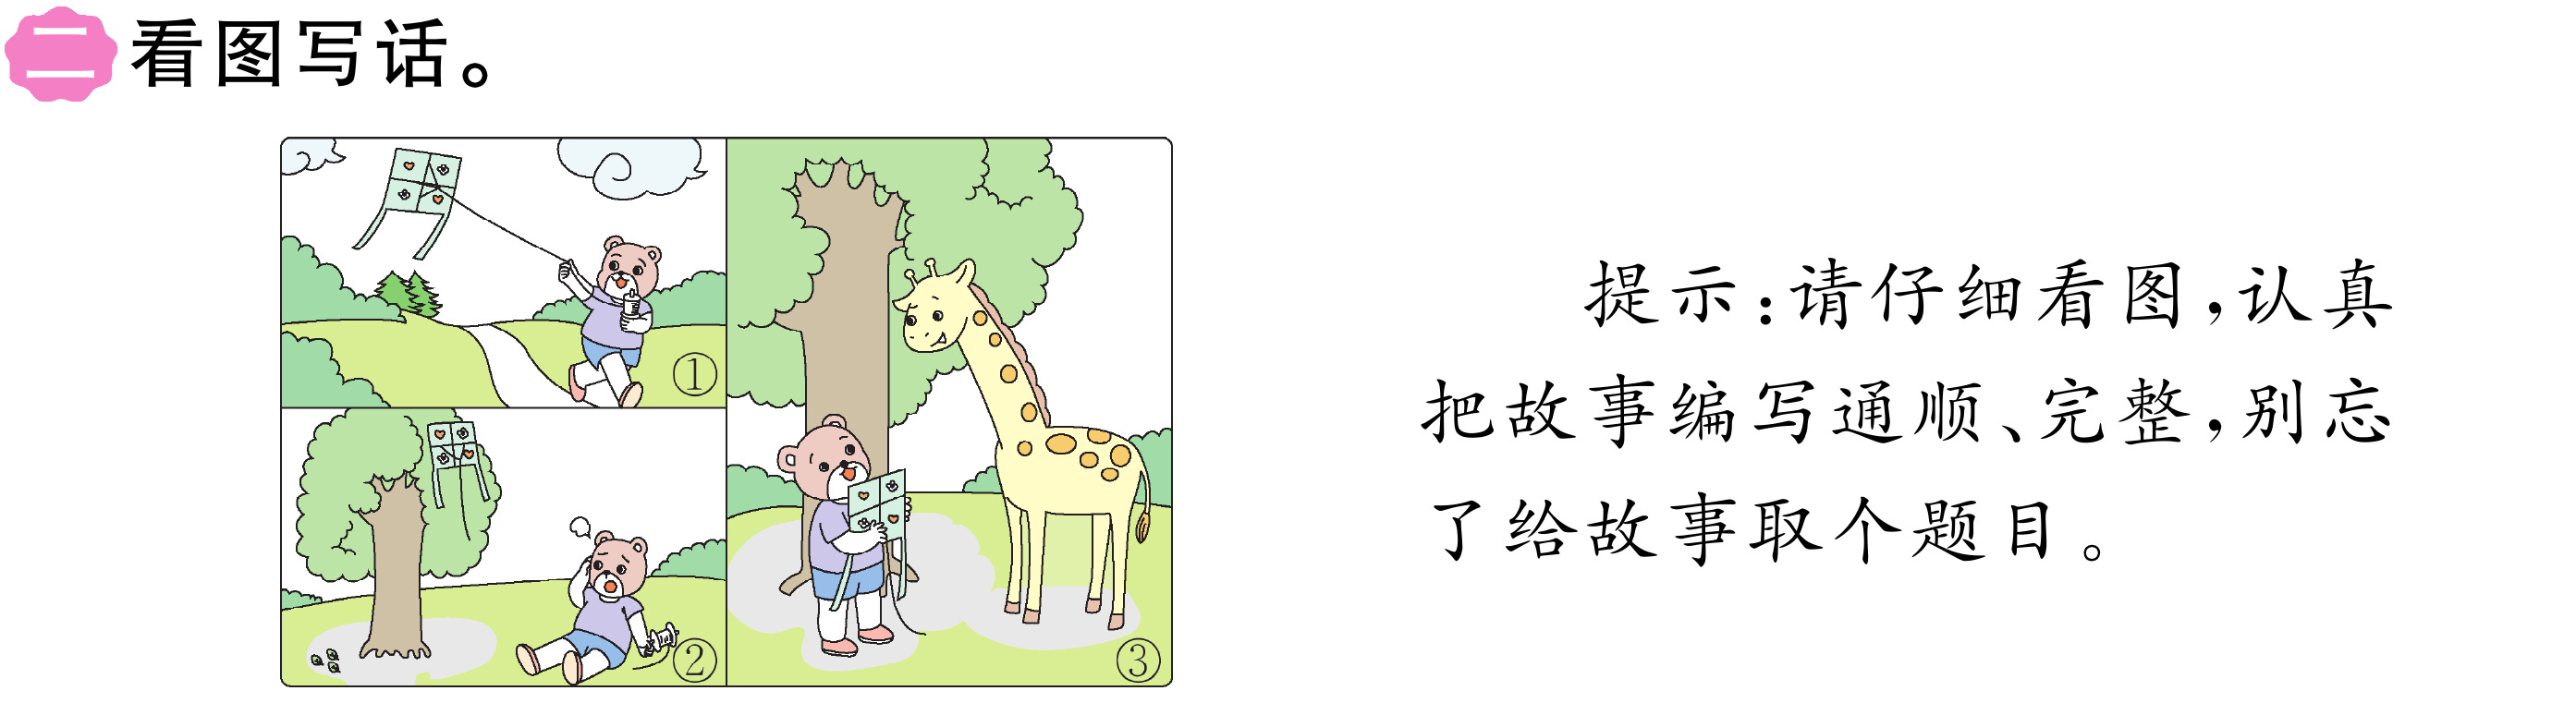 二 看图写话。
①
②
③
提示:请仔细看图,认真
把故事编写通顺、完整,别忘
了给故事取个题目。